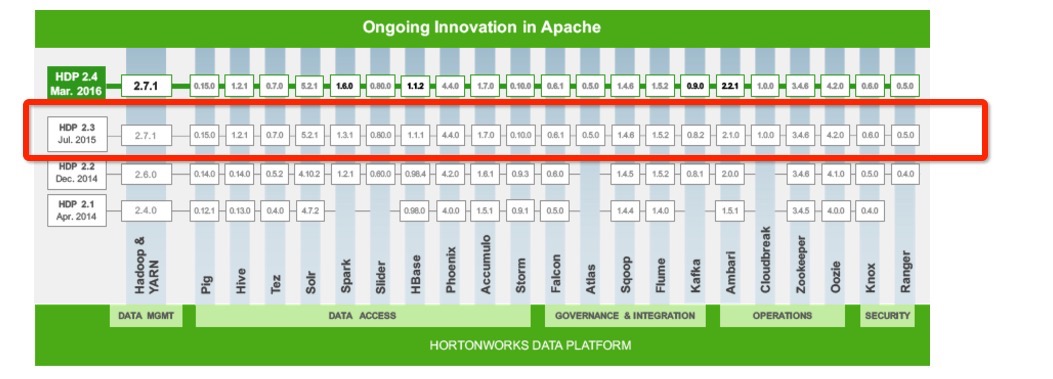 Ongoing Innovation in Apache
HDP 2.4
Mar. 2016
2.7.1 0.15.0 1.2.1 0.7.0 5.2.1 1.6.0 0.80.0 1.1.2 4.4.0 1.7.0 0.10.0 0.6.1 0.5.0 1.4.6 1.5.2 0.9.0 2.2.1 1.0.0 3.4.6 4.2.0 0.6.0 0.5.0
HDP 2.3
Jul. 2015
2.7.1 0.15.0 1.2.1 0.7.0 5.2.1 1.3.1 0.80.0 1.1.1 4.4.0 1.7.0 0.10.0 0.6.1 0.5.0 1.4.6 1.5.2 0.8.2 2.1.0 1.0.0 3.4.6 4.2.0 0.6.0 0.5.0
HDP 2.2
Dec. 2014
2.6.0 0.14.0 0.14.0 0.5.2 4.10.2 1.2.1 0.60.0 0.98.4 4.2.0 1.6.1 0.9.3 0.6.0 1.4.5 1.5.2 0.8.1 2.0.0 3.4.6 4.1.0 0.5.0 0.4.0
HDP 2.1
Apr. 2014
2.4.0 0.12.1 0.13.0 0.4.0 4.7.2 0.98.0 4.0.0 1.5.1 0.9.1 0.5.0 1.4.4 1.4.0 1.5.1 3.4.5 4.0.0 0.4.0
Hadoop &
YARN
Pig
Hive
Tez
Solr
Spark
Slider
HBase
Phoenix
Accumulo
Storm
Falcon
Atlas
Sqoop
Flume
Kafka
Ambari
Cloudbreak
Zookeeper
Oozie
Knox
Ranger
DATA MGMT DATA ACCESS GOVERNANCE & INTEGRATION OPERATIONS SECURITY
HORTONWORKS DATA PLATFORM